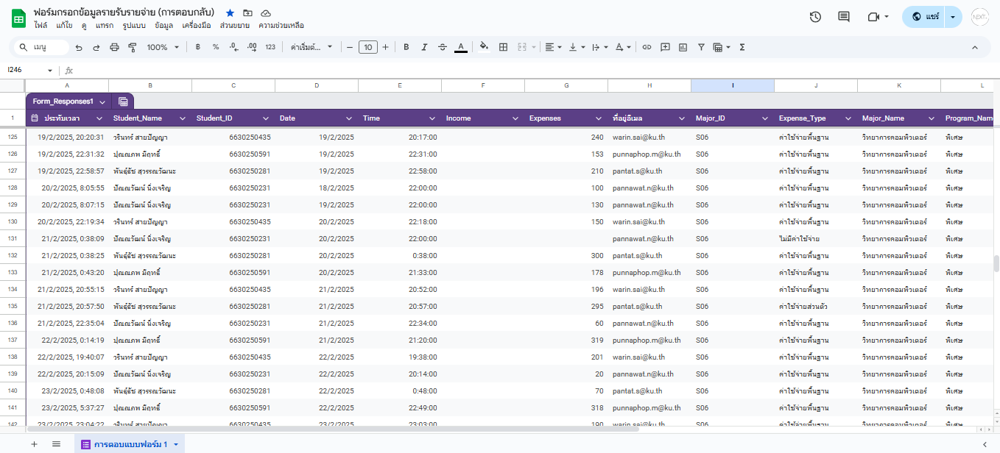 ฟอร์มกรอกข้อมูลรายรับรายจ่าย (การตอบกลับ)
ไฟล์ แก้ไข ดู แทรก รูปแบบ ข้อมูล เครื่องมือ ส่วนขยาย ความช่วยเหลือ
แชร์
NEXT
เมนู 100% ฿ % .0 .00 123 ค่าเริ่มต้... 10 B I S A Σ
I246 fx
A B C D E F G H I J K L
Form_Responses1
1 ประทับเวลา Student_Name Student_ID Date Time Income Expenses ที่อยู่อีเมล Major_ID Expense_Type Major_Name Program_Name
125 19/2/2025, 20:20:31 วรินทร์ สายปัญญา 6630250435 19/2/2025 20:17:00 240 warin.sai@ku.th S06 ค่าใช้จ่ายพื้นฐาน วิทยาการคอมพิวเตอร์ พิเศษ
126 19/2/2025, 22:31:32 ปุณณภพ มีฤทธิ์ 6630250591 19/2/2025 22:31:00 153 punnaphop.m@ku.th S06 ค่าใช้จ่ายพื้นฐาน วิทยาการคอมพิวเตอร์ พิเศษ
127 19/2/2025, 22:58:57 พันธุ์ธัช สุวรรณวัฒนะ 6630250281 19/2/2025 22:58:00 210 pantat.s@ku.th S06 ค่าใช้จ่ายพื้นฐาน วิทยาการคอมพิวเตอร์ พิเศษ
128 20/2/2025, 8:05:55 ปัณณวัฒน์ นิ่งเจริญ 6630250231 18/2/2025 22:00:00 100 pannawat.n@ku.th S06 ค่าใช้จ่ายพื้นฐาน วิทยาการคอมพิวเตอร์ พิเศษ
129 20/2/2025, 8:07:15 ปัณณวัฒน์ นิ่งเจริญ 6630250231 19/2/2025 22:00:00 130 pannawat.n@ku.th S06 ค่าใช้จ่ายพื้นฐาน วิทยาการคอมพิวเตอร์ พิเศษ
130 20/2/2025, 22:19:34 วรินทร์ สายปัญญา 6630250435 20/2/2025 22:18:00 150 warin.sai@ku.th S06 ค่าใช้จ่ายพื้นฐาน วิทยาการคอมพิวเตอร์ พิเศษ
131 21/2/2025, 0:38:09 ปัณณวัฒน์ นิ่งเจริญ 6630250231 20/2/2025 22:00:00 pannawat.n@ku.th S06 ไม่มีค่าใช้จ่าย วิทยาการคอมพิวเตอร์ พิเศษ
132 21/2/2025, 0:38:25 พันธุ์ธัช สุวรรณวัฒนะ 6630250281 20/2/2025 0:38:00 300 pantat.s@ku.th S06 ค่าใช้จ่ายพื้นฐาน วิทยาการคอมพิวเตอร์ พิเศษ
133 21/2/2025, 0:43:20 ปุณณภพ มีฤทธิ์ 6630250591 20/2/2025 21:33:00 178 punnaphop.m@ku.th S06 ค่าใช้จ่ายพื้นฐาน วิทยาการคอมพิวเตอร์ พิเศษ
134 21/2/2025, 20:55:15 วรินทร์ สายปัญญา 6630250435 21/2/2025 20:52:00 196 warin.sai@ku.th S06 ค่าใช้จ่ายพื้นฐาน วิทยาการคอมพิวเตอร์ พิเศษ
135 21/2/2025, 20:57:50 พันธุ์ธัช สุวรรณวัฒนะ 6630250281 21/2/2025 20:57:00 295 pantat.s@ku.th S06 ค่าใช้จ่ายส่วนตัว วิทยาการคอมพิวเตอร์ พิเศษ
136 21/2/2025, 22:35:04 ปัณณวัฒน์ นิ่งเจริญ 6630250231 21/2/2025 22:34:00 60 pannawat.n@ku.th S06 ค่าใช้จ่ายพื้นฐาน วิทยาการคอมพิวเตอร์ พิเศษ
137 22/2/2025, 0:14:19 ปุณณภพ มีฤทธิ์ 6630250591 21/2/2025 21:20:00 319 punnaphop.m@ku.th S06 ค่าใช้จ่ายพื้นฐาน วิทยาการคอมพิวเตอร์ พิเศษ
138 22/2/2025, 19:40:07 วรินทร์ สายปัญญา 6630250435 22/2/2025 19:38:00 201 warin.sai@ku.th S06 ค่าใช้จ่ายพื้นฐาน วิทยาการคอมพิวเตอร์ พิเศษ
139 22/2/2025, 20:15:09 ปัณณวัฒน์ นิ่งเจริญ 6630250231 22/2/2025 20:14:00 20 pannawat.n@ku.th S06 ค่าใช้จ่ายพื้นฐาน วิทยาการคอมพิวเตอร์ พิเศษ
140 23/2/2025, 0:48:08 พันธุ์ธัช สุวรรณวัฒนะ 6630250281 22/2/2025 0:48:00 70 pantat.s@ku.th S06 ค่าใช้จ่ายพื้นฐาน วิทยาการคอมพิวเตอร์ พิเศษ
141 23/2/2025, 5:37:27 ปุณณภพ มีฤทธิ์ 6630250591 22/2/2025 22:49:00 318 punnaphop.m@ku.th S06 ค่าใช้จ่ายพื้นฐาน วิทยาการคอมพิวเตอร์ พิเศษ
142 23/2/2025, 23:04:22 วรินทร์ สายปัญญา 6630250435 23/2/2025 23:03:00 190 warin.sai@ku.th S06 ค่าใช้จ่ายพื้นฐาน วิทยาการคอมพิวเตอร์ พิเศษ
การตอบแบบฟอร์ม 1